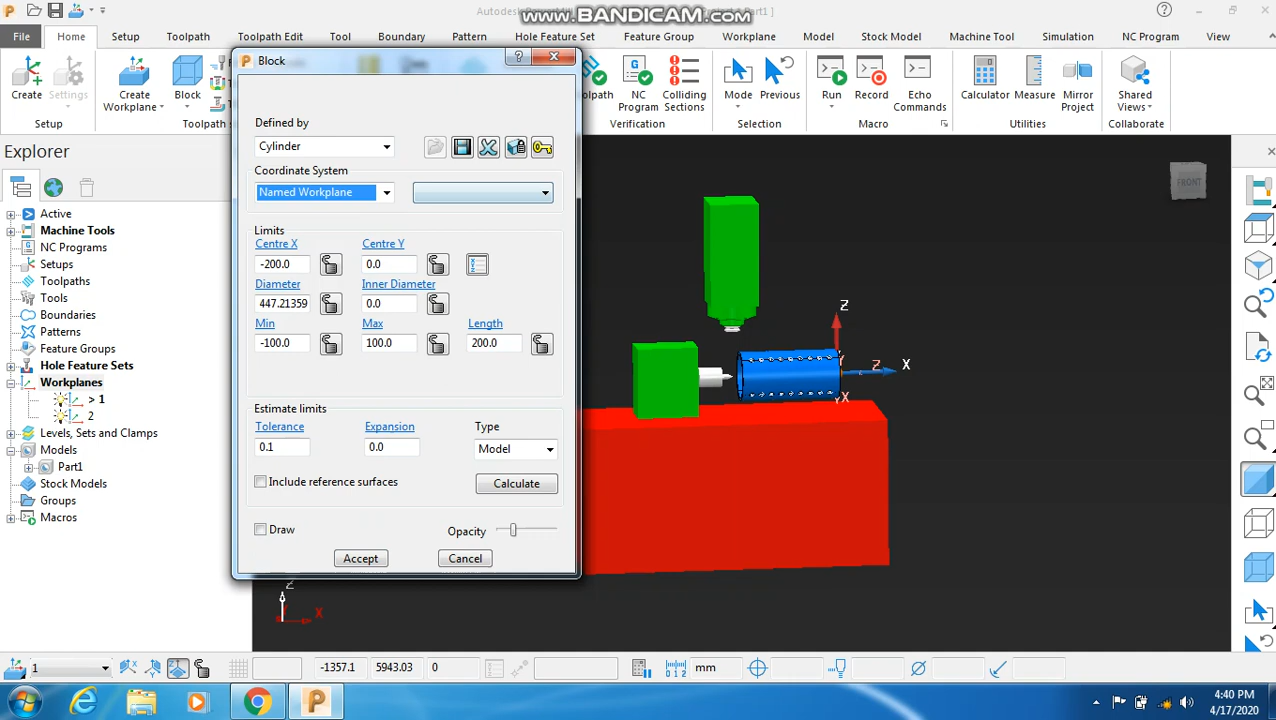 Autodesk Power
www.BANDICAM.com
Part1
File Home Setup Toolpath Toolpath Edit Tool Boundary Pattern Hole Feature Set Feature Group Workplane Model Stock Model Machine Tool Simulation NC Program View
Create
Settings
Setup
Create Workplane
Block
Toolpath s
olpath
NC Program
Colliding Sections
Verification
Mode
Previous
Selection
Run
Record
Echo Commands
Macro
Calculator
Measure
Mirror Project
Utilities
Shared Views
Collaborate
Explorer
Active
Machine Tools
NC Programs
Setups
Toolpaths
Tools
Boundaries
Patterns
Feature Groups
Hole Feature Sets
Workplanes
> 1
2
Levels, Sets and Clamps
Models
Part1
Stock Models
Groups
Macros
Block
Defined by
Cylinder
Coordinate System
Named Workplane
Limits
Centre X Centre Y
-200.0 0.0
Diameter Inner Diameter
447.21359 0.0
Min Max Length
-100.0 100.0 200.0
Estimate limits
Tolerance Expansion Type
0.1 0.0 Model
Include reference surfaces Calculate
Draw Opacity
Accept Cancel
FRONT
Z
Y
Z X
X
Z
X
1 -1357.1 5943.03 0 mm
4:40 PM
4/17/2020